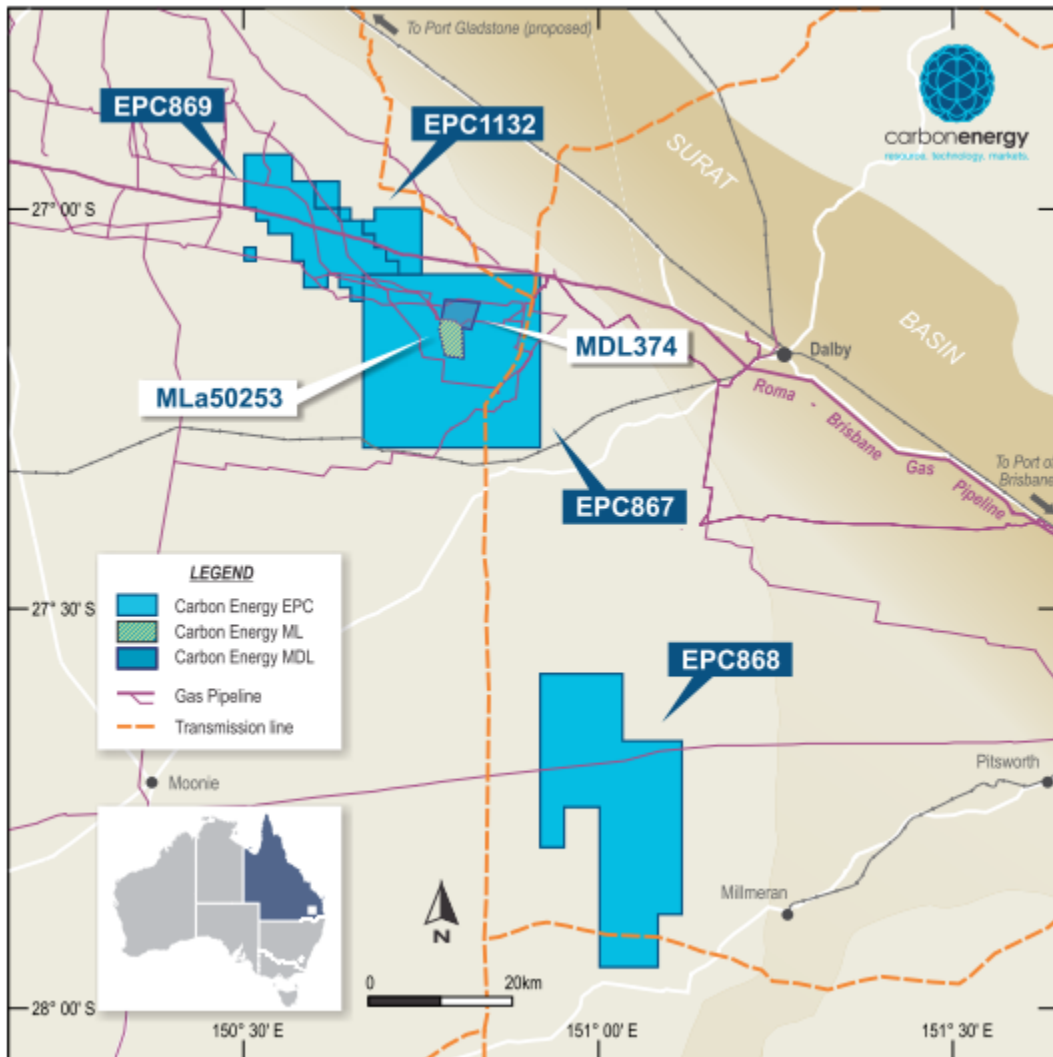 To Port Gladstone (proposed)
carbonenergy
resource. technology. markets.
EPC869
EPC1132
SURAT
BASIN
27° 00' S
MDL374
Dalby
MLa50253
Roma - Brisbane Gas Pipeline
To Port of
Brisbane
EPC867
LEGEND
Carbon Energy EPC
Carbon Energy ML
Carbon Energy MDL
Gas Pipeline
Transmission line
27° 30' S
EPC868
Moonie
Pitsworth
Millmeran
N
0 20km
28° 00' S
150° 30' E
151° 00' E
151° 30' E